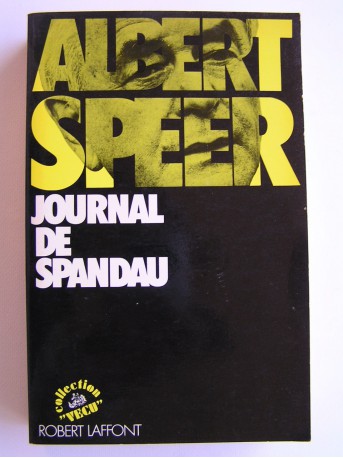 ALBERT
SPEER
JOURNAL
DE
SPANDAU
collection
"VECU"
ROBERT LAFFONT